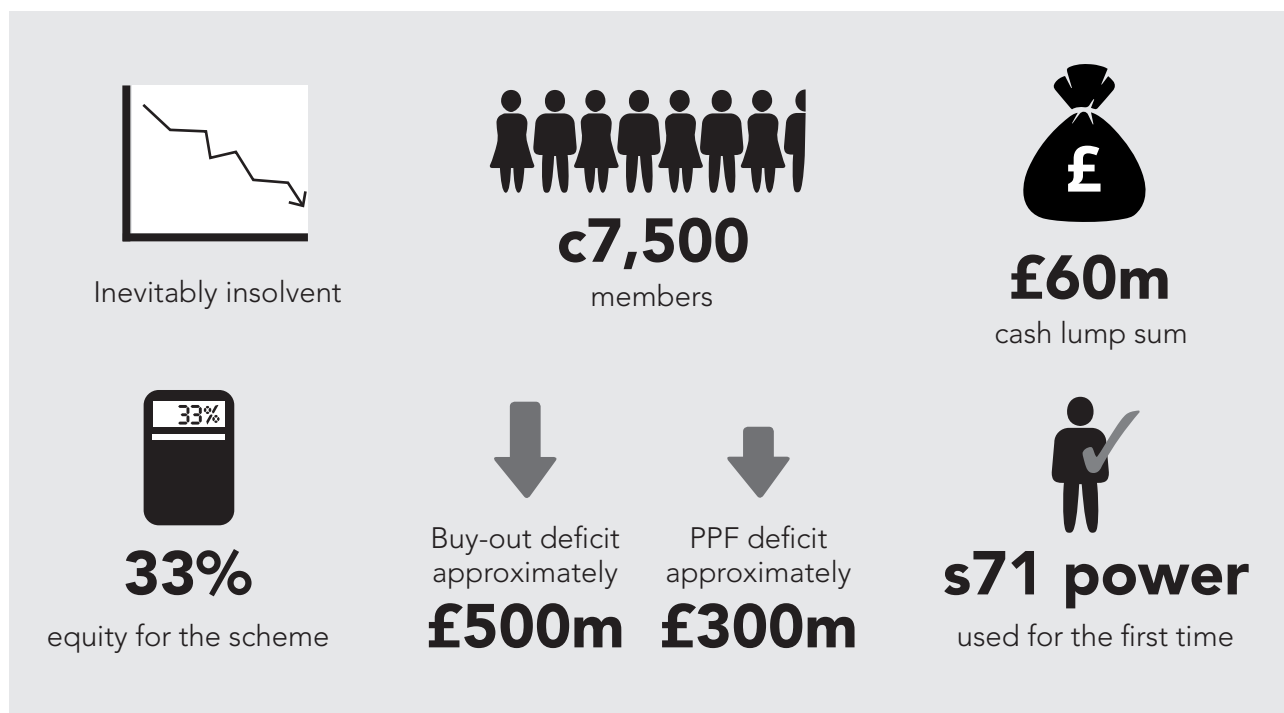 Inevitably insolvent
c7,500
members
£
£60m
cash lump sum
33%
33%
equity for the scheme
Buy-out deficit
approximately
£500m
PPF deficit
approximately
£300m
s71 power
used for the first time